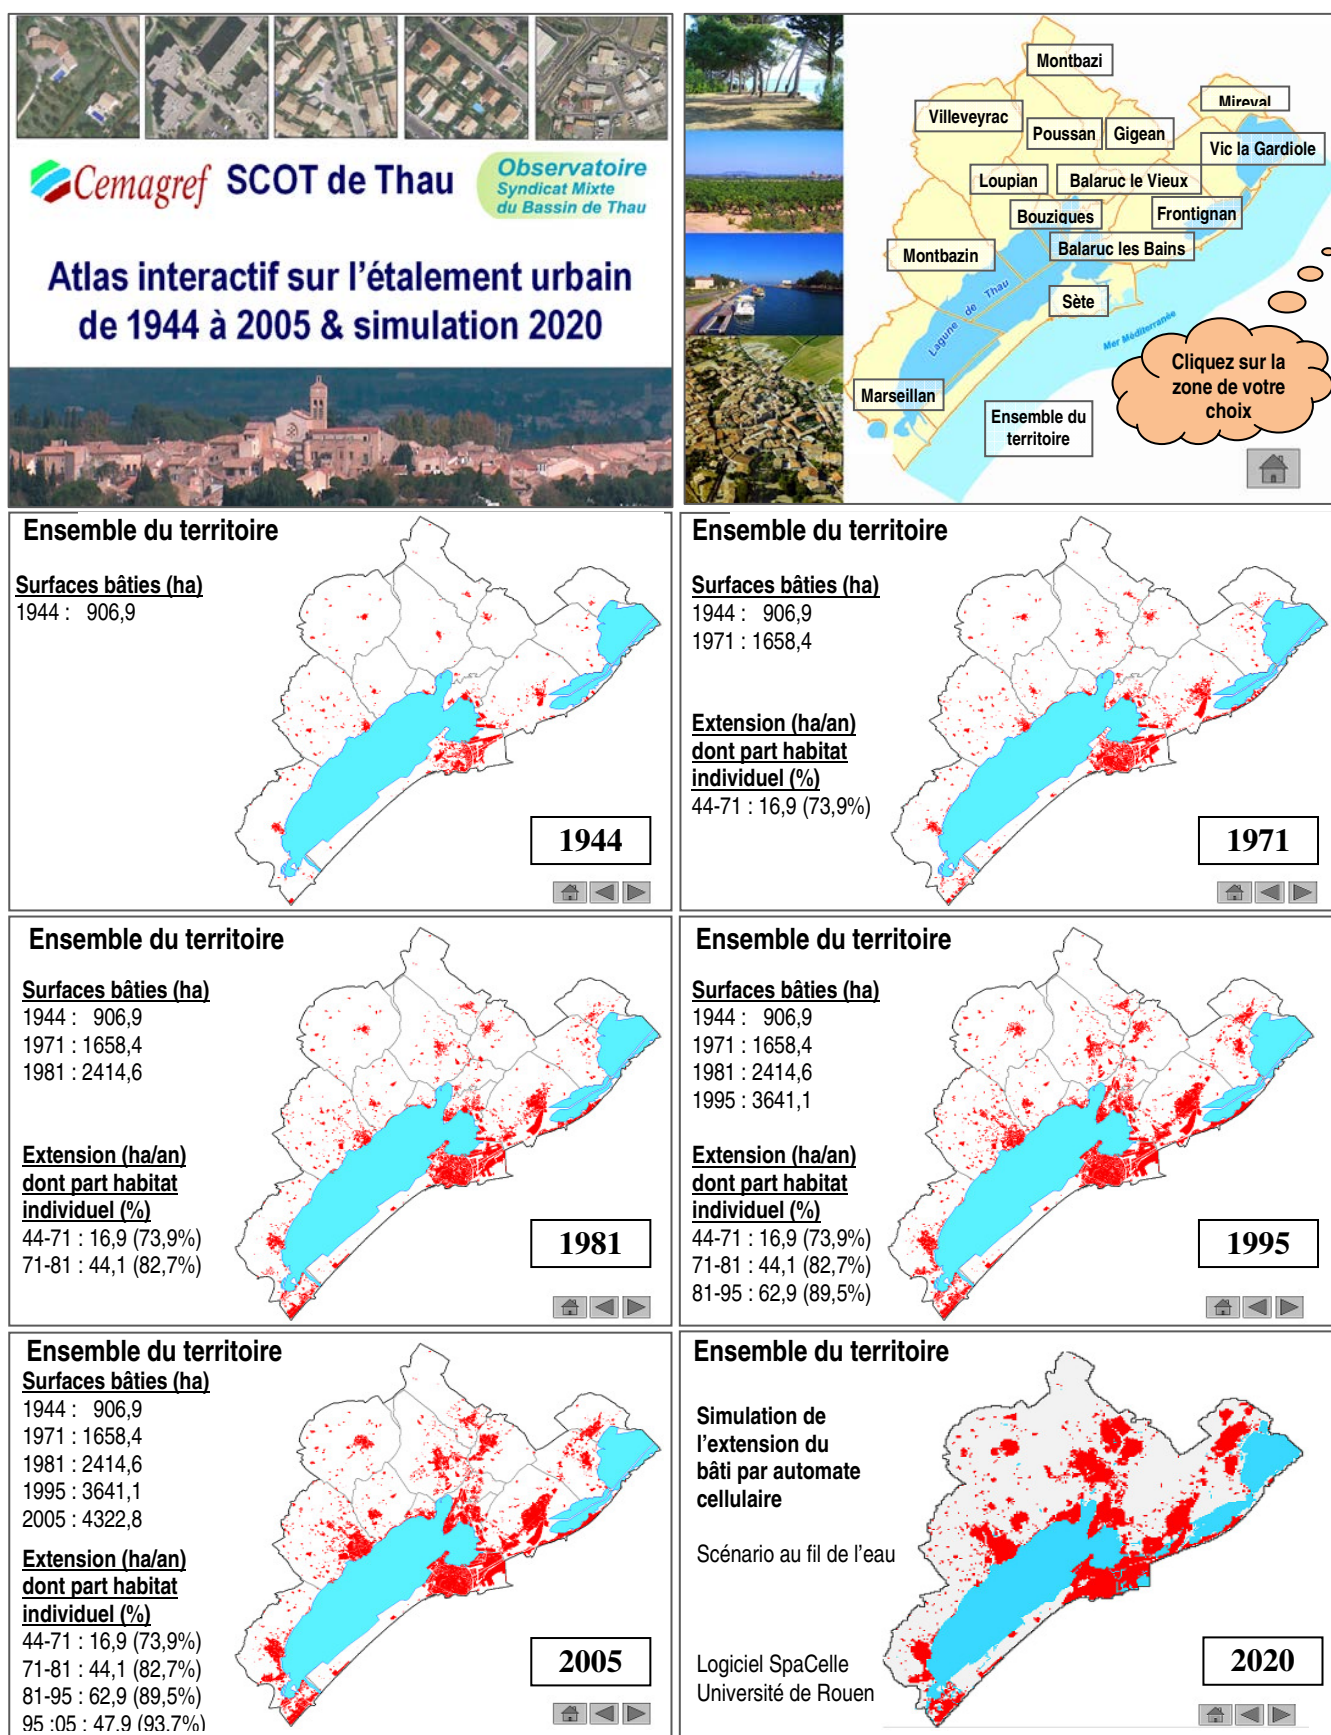 Cemagref
SCOT de Thau
Observatoire
Syndicat Mixte
du Bassin de Thau
Atlas interactif sur l'étalement urbain
de 1944 à 2005 & simulation 2020
Montbazi
Mireval
Villeveyrac
Poussan
Gigean
Vic la Gardiole
Loupian
Balaruc le Vieux
Bouzigues
Frontignan
Montbazin
Balaruc les Bains
Sète
Lagune de Thau
Mer Méditerranée
Marseillan
Ensemble du
territoire
Cliquez sur la
zone de votre
choix
Ensemble du territoire
Surfaces bâties (ha)
1944 : 906,9
1944
Ensemble du territoire
Surfaces bâties (ha)
1944 : 906,9
1971 : 1658,4
Extension (ha/an)
dont part habitat
individuel (%)
44-71 : 16,9 (73,9%)
1971
Ensemble du territoire
Surfaces bâties (ha)
1944 : 906,9
1971 : 1658,4
1981 : 2414,6
Extension (ha/an)
dont part habitat
individuel (%)
44-71 : 16,9 (73,9%)
71-81 : 44,1 (82,7%)
1981
Ensemble du territoire
Surfaces bâties (ha)
1944 : 906,9
1971 : 1658,4
1981 : 2414,6
1995 : 3641,1
Extension (ha/an)
dont part habitat
individuel (%)
44-71 : 16,9 (73,9%)
71-81 : 44,1 (82,7%)
81-95 : 62,9 (89,5%)
1995
Ensemble du territoire
Surfaces bâties (ha)
1944 : 906,9
1971 : 1658,4
1981 : 2414,6
1995 : 3641,1
2005 : 4322,8
Extension (ha/an)
dont part habitat
individuel (%)
44-71 : 16,9 (73,9%)
71-81 : 44,1 (82,7%)
81-95 : 62,9 (89,5%)
95 :05 : 47,9 (93,7%)
2005
Ensemble du territoire
Simulation de
l'extension du
bâti par automate
cellulaire
Scénario au fil de l'eau
Logiciel SpaCelle
Université de Rouen
2020